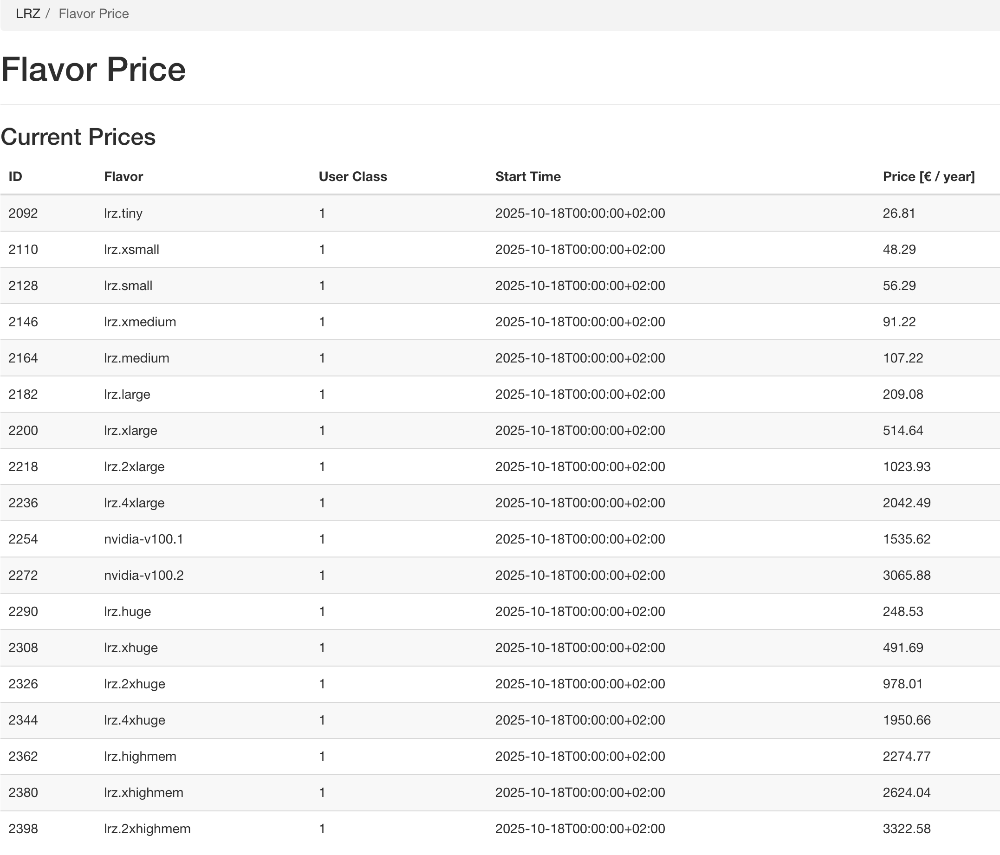 LRZ / Flavor Price
Flavor Price
Current Prices
ID Flavor User Class Start Time Price [€ / year]
2092 lrz.tiny 1 2025-10-18T00:00:00+02:00 26.81
2110 lrz.xsmall 1 2025-10-18T00:00:00+02:00 48.29
2128 lrz.small 1 2025-10-18T00:00:00+02:00 56.29
2146 lrz.xmedium 1 2025-10-18T00:00:00+02:00 91.22
2164 lrz.medium 1 2025-10-18T00:00:00+02:00 107.22
2182 lrz.large 1 2025-10-18T00:00:00+02:00 209.08
2200 lrz.xlarge 1 2025-10-18T00:00:00+02:00 514.64
2218 lrz.2xlarge 1 2025-10-18T00:00:00+02:00 1023.93
2236 lrz.4xlarge 1 2025-10-18T00:00:00+02:00 2042.49
2254 nvidia-v100.1 1 2025-10-18T00:00:00+02:00 1535.62
2272 nvidia-v100.2 1 2025-10-18T00:00:00+02:00 3065.88
2290 lrz.huge 1 2025-10-18T00:00:00+02:00 248.53
2308 lrz.xhuge 1 2025-10-18T00:00:00+02:00 491.69
2326 lrz.2xhuge 1 2025-10-18T00:00:00+02:00 978.01
2344 lrz.4xhuge 1 2025-10-18T00:00:00+02:00 1950.66
2362 lrz.highmem 1 2025-10-18T00:00:00+02:00 2274.77
2380 lrz.xhighmem 1 2025-10-18T00:00:00+02:00 2624.04
2398 lrz.2xhighmem 1 2025-10-18T00:00:00+02:00 3322.58